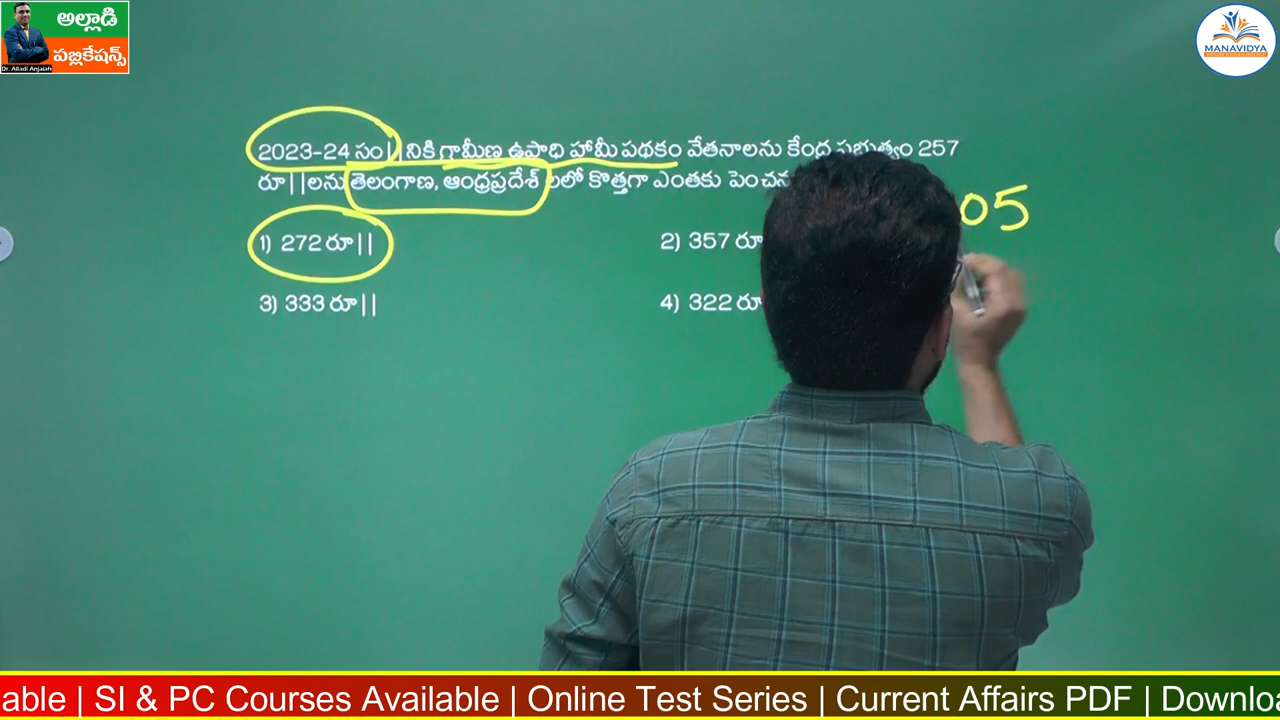 అల్లాడి
పబ్లికేషన్స్
Dr. Alladi Anjaiah
MANAVIDYA
2023-24 సం||నికి గ్రామీణ ఉపాధి హామీ పథకం వేతనాలను కేంద్ర ప్రభుత్వం 257
రూ||లను తెలంగాణ, ఆంధ్రప్రదేశ్ లలో కొత్తగా ఎంతకు
05
1) 272 రూ||
2) 357 రూ
3) 333 రూ||
4) 322 రూ
able | SI & PC Courses Available | Online Test Series | Current Affairs PDF | Downlo